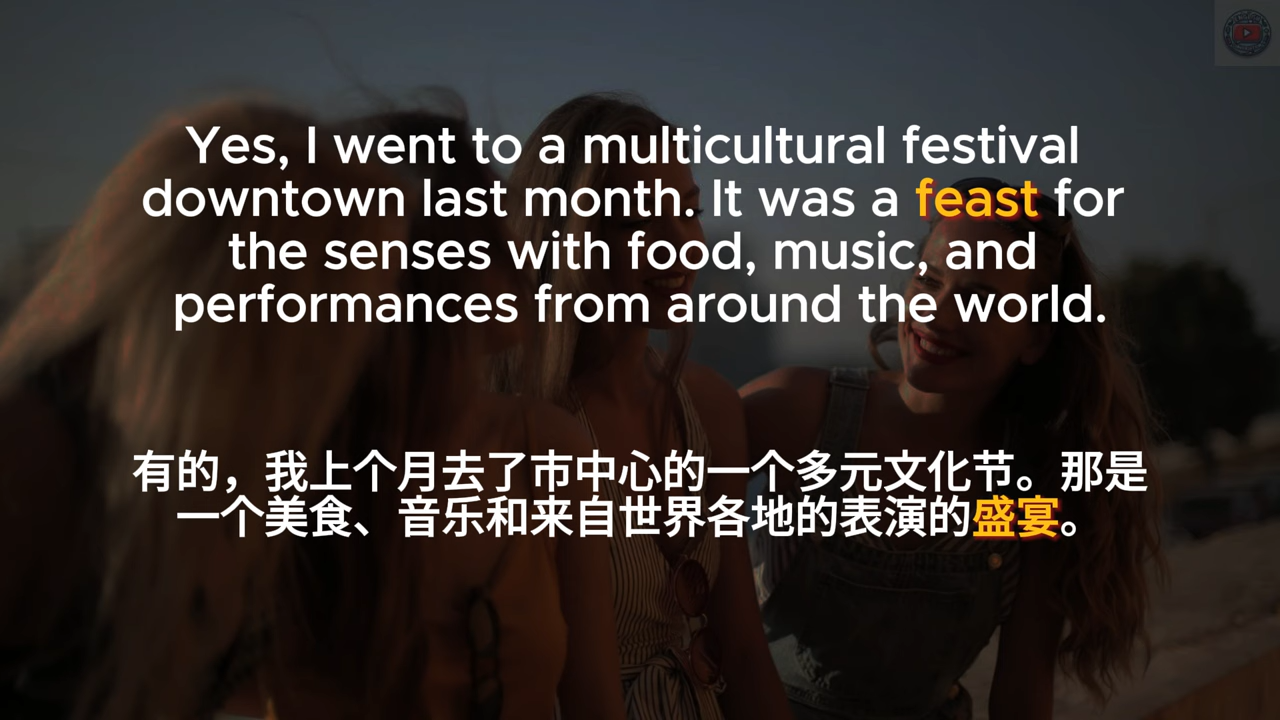 Yes, I went to a multicultural festival
downtown last month. It was a feast for
the senses with food, music, and
performances from around the world.
有的，我上个月去了市中心的一个多元文化节。那是
一个美食、音乐和来自世界各地的表演的盛宴。